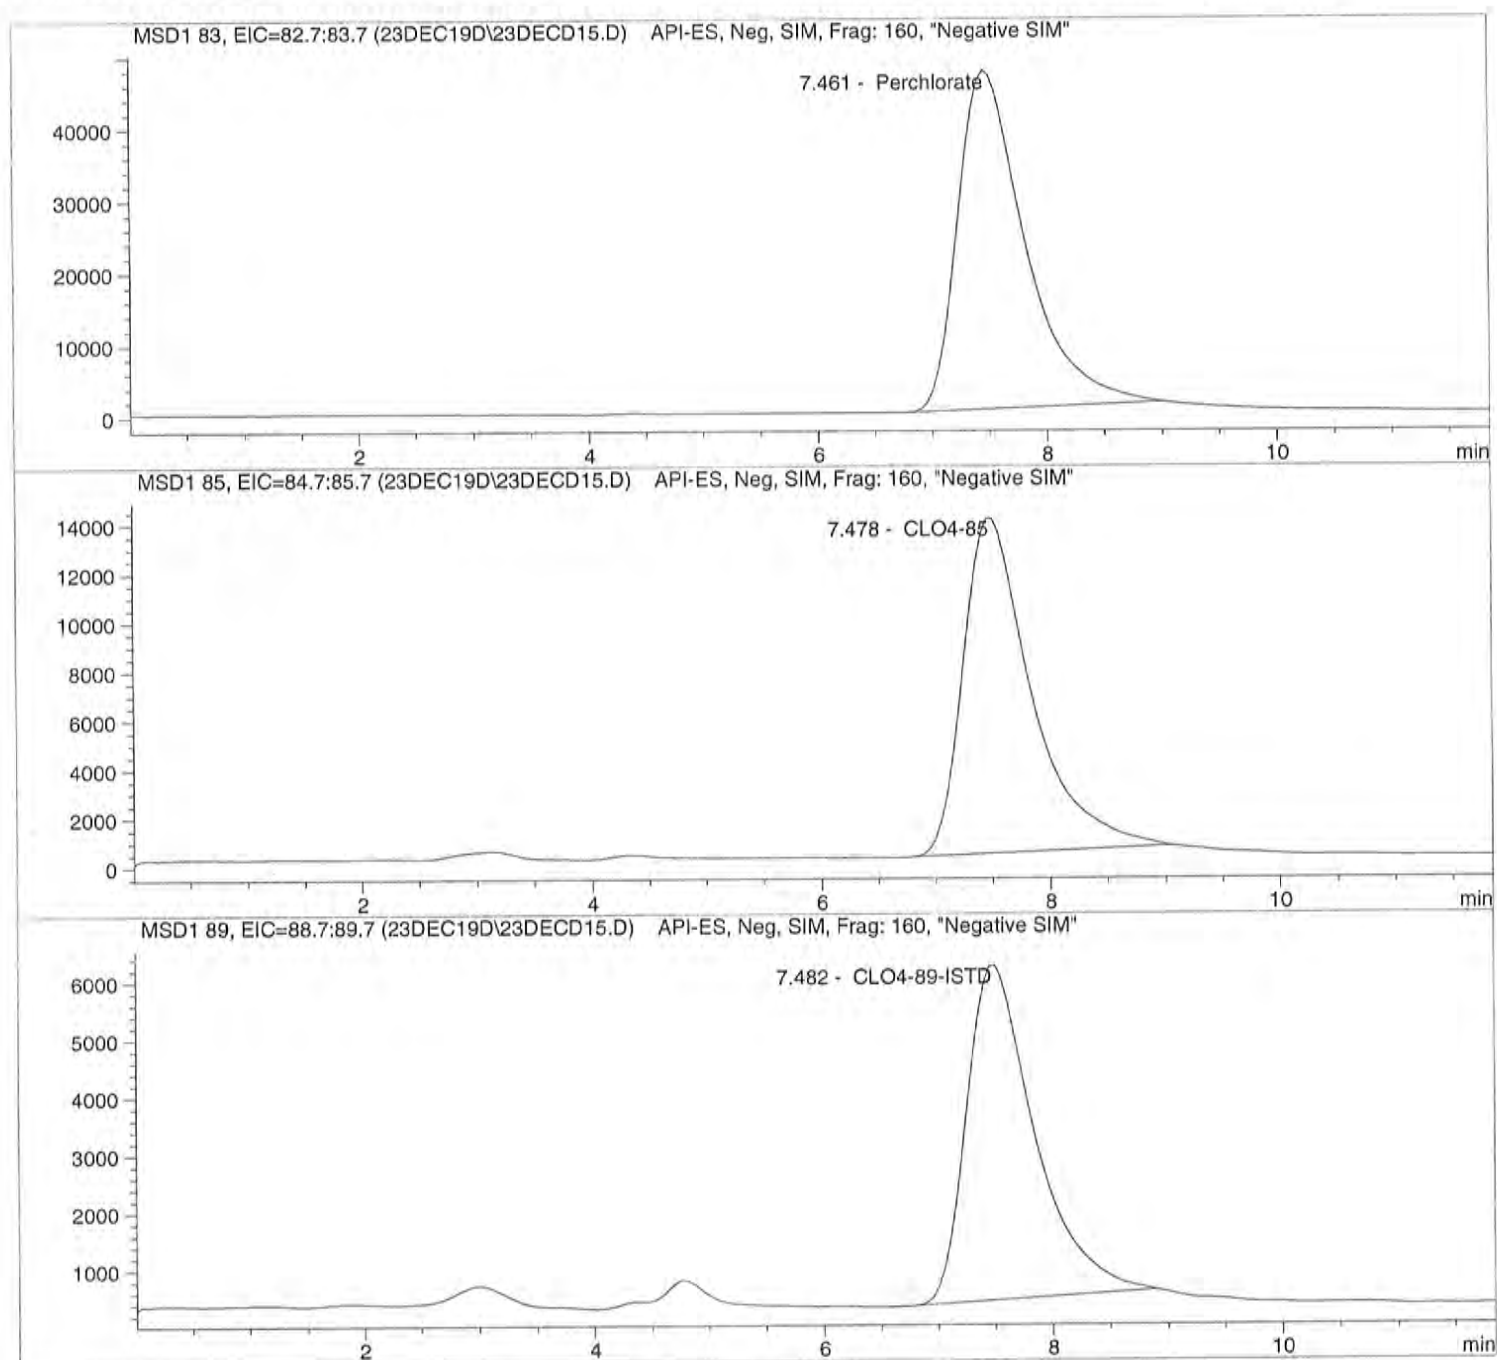 MSD1 83, EIC=82.7:83.7 (23DEC19D\23DECD15.D) API-ES, Neg, SIM, Frag: 160, "Negative SIM"
7.461 - Perchlorate
40000
30000
20000
10000
0
2 4 6 8 10 min
MSD1 85, EIC=84.7:85.7 (23DEC19D\23DECD15.D) API-ES, Neg, SIM, Frag: 160, "Negative SIM"
7.478 - CLO4-85
14000
12000
10000
8000
6000
4000
2000
0
2 4 6 8 10 min
MSD1 89, EIC=88.7:89.7 (23DEC19D\23DECD15.D) API-ES, Neg, SIM, Frag: 160, "Negative SIM"
7.482 - CLO4-89-ISTD
6000
5000
4000
3000
2000
1000
2 4 6 8 10 min